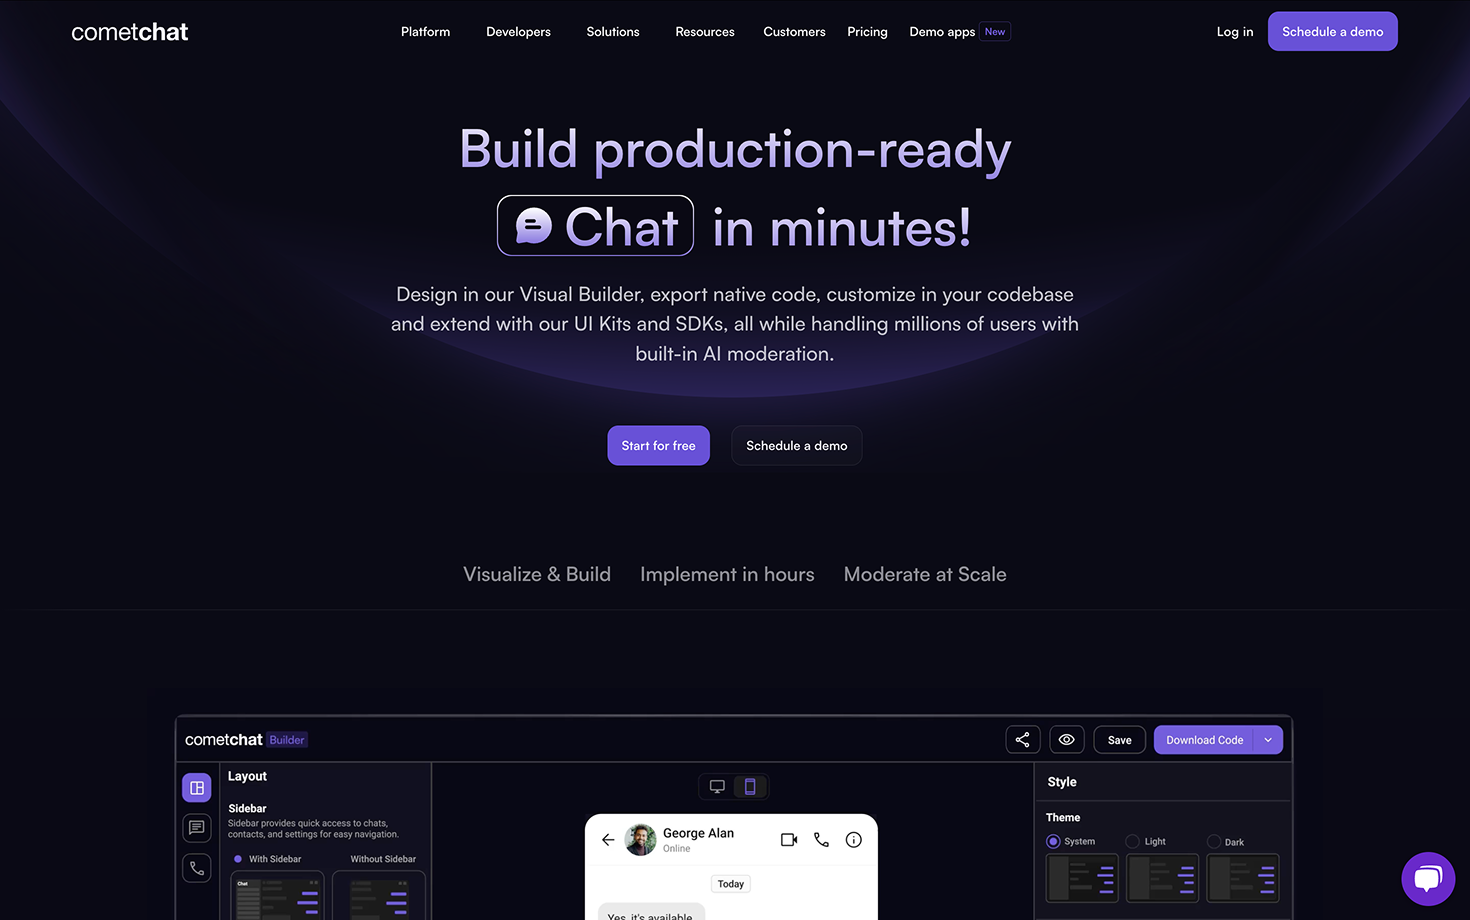 cometchat
Platform
Developers
Solutions
Resources
Customers
Pricing
Demo apps
New
Log in
Schedule a demo
Build production-ready
Chat in minutes!
Design in our Visual Builder, export native code, customize in your codebase
and extend with our UI Kits and SDKs, all while handling millions of users with
built-in AI moderation.
Start for free
Schedule a demo
Visualize & Build
Implement in hours
Moderate at Scale
cometchat Builder
Save
Download Code
Layout
Sidebar
Sidebar provides quick access to chats,
contacts, and settings for easy navigation.
With Sidebar
Without Sidebar
Chat
George Alan
Online
Today
Yes, it's available
Style
Theme
System
Light
Dark